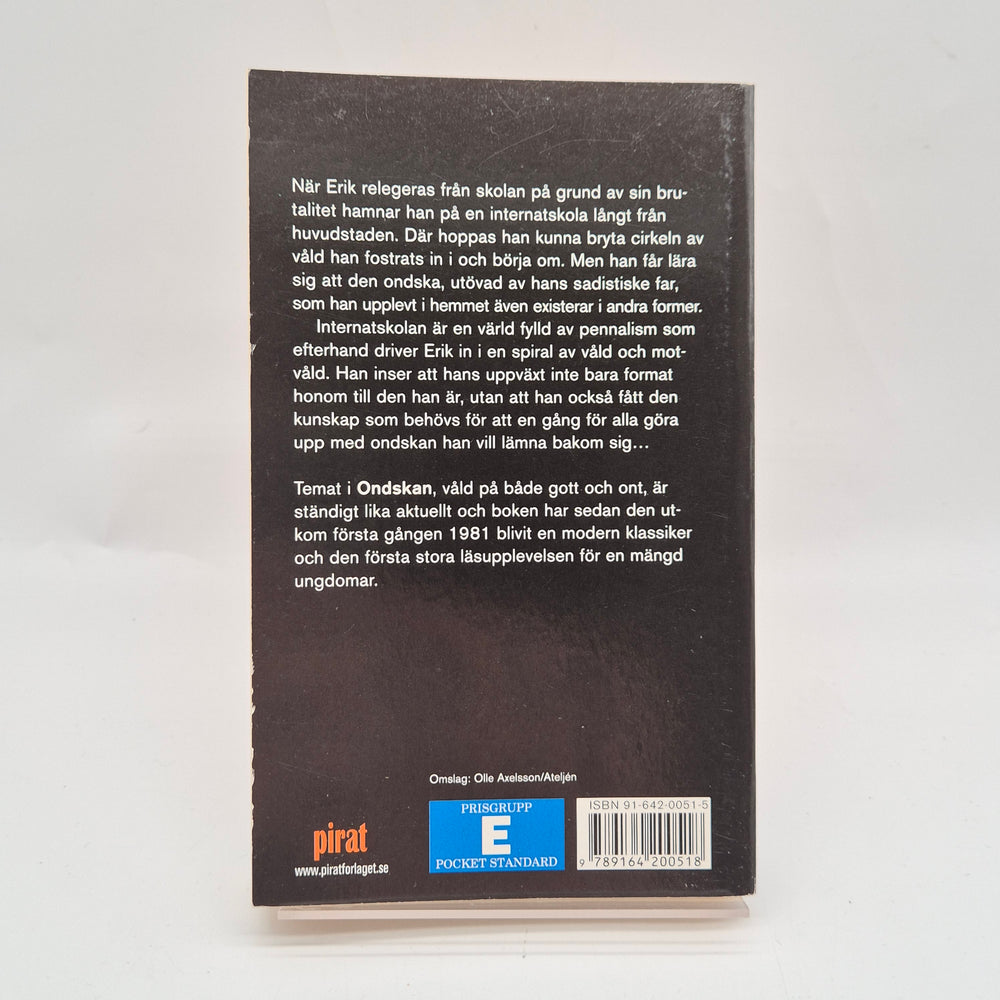 När Erik relegeras från skolan på grund av sin bru-
talitet hamnar han på en internatskola långt från
huvudstaden. Där hoppas han kunna bryta cirkeln av
våld han fostrats in i och börja om. Men han får lära
sig att den ondska, utövad av hans sadistiske far,
som han upplevt i hemmet även existerar i andra former.
Internatskolan är en värld fylld av pennalism som
efterhand driver Erik in i en spiral av våld och mot-
våld. Han inser att hans uppväxt inte bara format
honom till den han är, utan att han också fått den
kunskap som behövs för att en gång för alla göra
upp med ondskan han vill lämna bakom sig...
Temat i Ondskan, våld på både gott och ont, är
ständigt lika aktuellt och boken har sedan den ut-
kom första gången 1981 blivit en modern klassiker
och den första stora läsupplevelsen för en mängd
ungdomar.
Omslag: Olle Axelsson/Ateljén
pirat
www.piratforlaget.se
PRISGRUPP
E
POCKET STANDARD
ISBN 91-642-0051-5
9 789164 200518